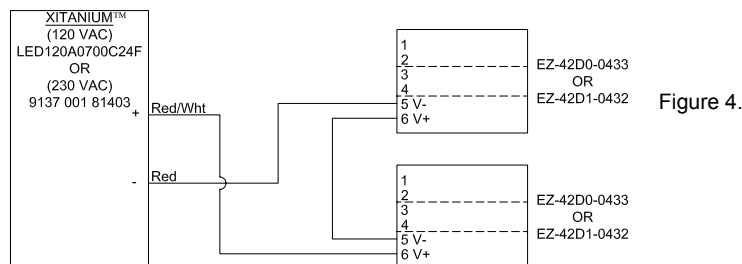 XITANIUM™
(120 VAC)
LED120A0700C24F
OR
(230 VAC)
9137 001 81403
+
Red/Wht
-
Red
1
2
3
4
5 V-
6 V+
EZ-42D0-0433
OR
EZ-42D1-0432
Figure 4.
1
2
3
4
5 V-
6 V+
EZ-42D0-0433
OR
EZ-42D1-0432